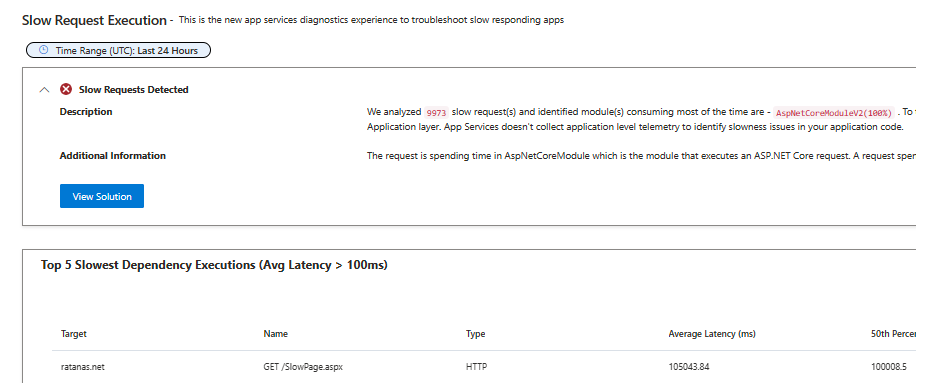 Slow Request Execution - This is the new app services diagnostics experience to troubleshoot slow responding apps
Time Range (UTC): Last 24 Hours
Slow Requests Detected
Description
We analyzed 9973 slow request(s) and identified module(s) consuming most of the time are - AspNetCoreModuleV2(100%) . To
Application layer. App Services doesn't collect application level telemetry to identify slowness issues in your application code.
Additional Information
The request is spending time in AspNetCoreModule which is the module that executes an ASP.NET Core request. A request
View Solution
Top 5 Slowest Dependency Executions (Avg Latency > 100ms)
Target Name Type Average Latency (ms) 50th
ratanas.net GET /SlowPage.aspx HTTP 105043.84 100008.5